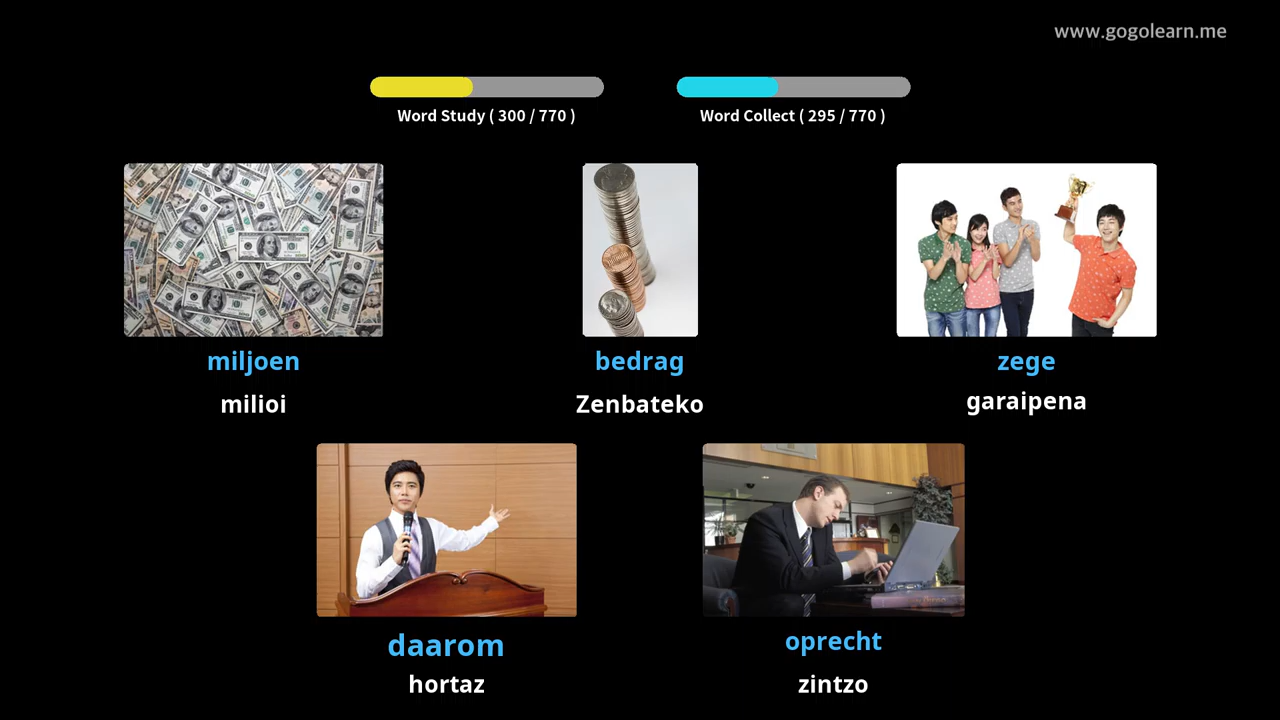 www.gogolearn.me
Word Study ( 300 / 770 )
Word Collect ( 295 / 770 )
miljoen
milioi
bedrag
Zenbateko
zege
garaipena
daarom
hortaz
oprecht
zintzo